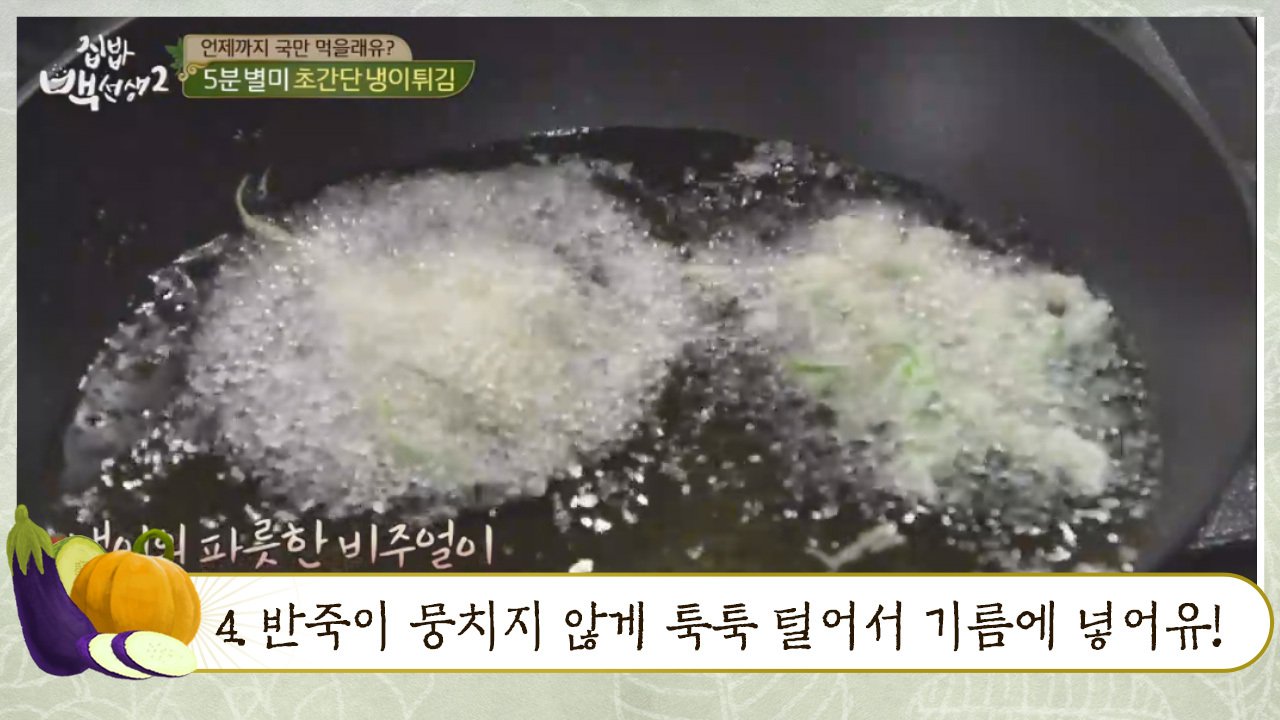 집밥
백선생2
언제까지 국만 먹을래유?
5분 별미 초간단 냉이튀김
파릇한 비주얼이
4. 반죽이 뭉치지 않게 툭툭 털어서 기름에 넣어유!